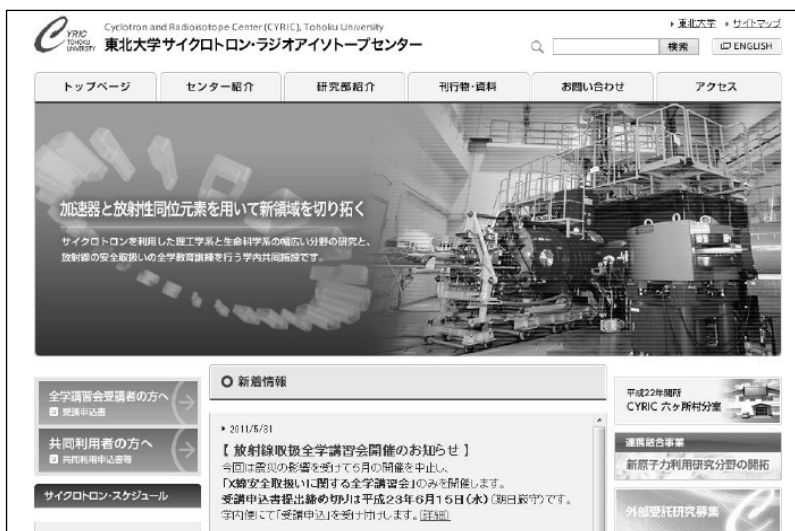 CYRIC
TOHOKU
UNIVERSITY
Cyclotron and Radioisotope Center (CYRIC), Tohoku University
東北大学サイクロトロン・ラジオアイソトープセンター
東北大学 サイトマップ
検索
ENGLISH
トップページ センター紹介 研究部紹介 刊行物・資料 お問い合わせ アクセス
加速器と放射性同位元素を用いて新領域を切り拓く
サイクロトロンを利用した理工学系と生命科学系の幅広い分野の研究と、
放射線の安全取扱いの全学教育訓練を行う学内共同施設です。
全学講習会受講者の方へ
受講申込書
共同利用者の方へ
共同利用申込書等
サイクロトロン・スケジュール
新着情報
2011/5/31
【 放射線取扱全学講習会開催のお知らせ 】
今回は震災の影響を受けて6月の開催を中止し、
「X線安全取扱いに関する全学講習会」のみを開催します。
受講申込書提出締め切りは平成23年6月15日(水)(期日厳守)です。
学内便にて「受講申込」を受け付けします。[詳細]
平成22年開所
CYRIC 六ヶ所村分室
連携融合事業
新原子力利用研究分野の開拓
外部受託研究募集